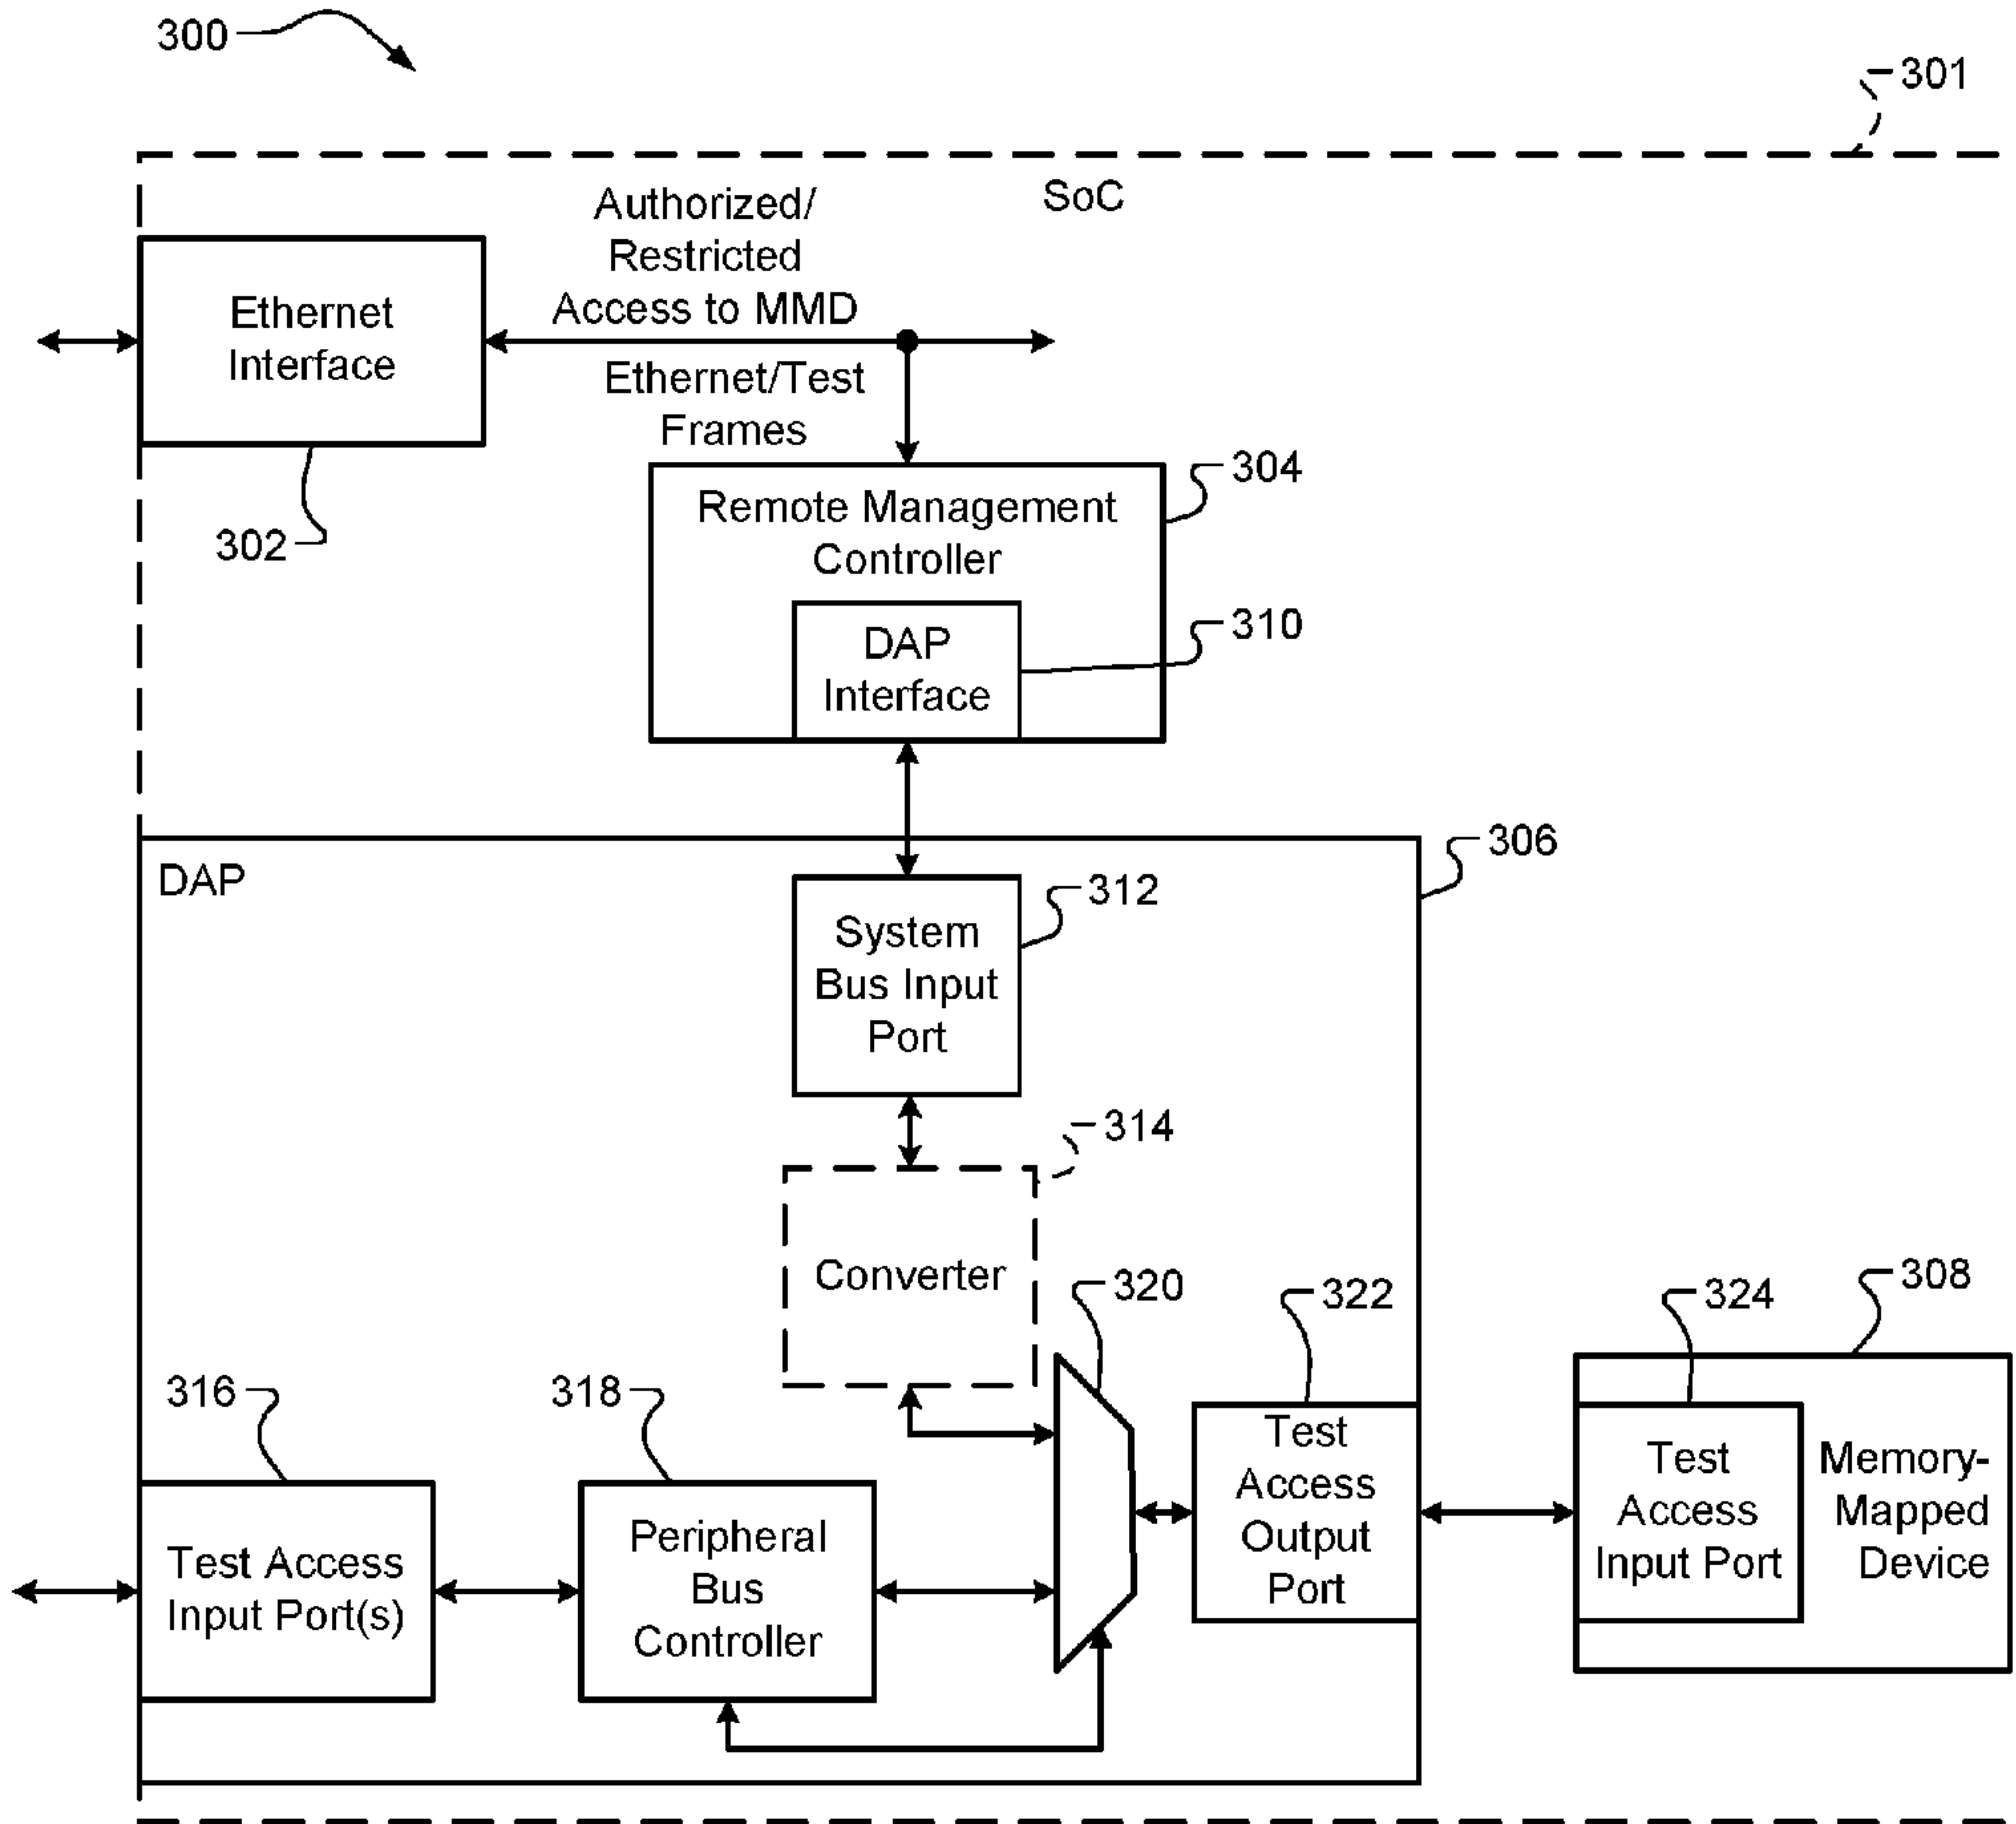 300
301
SoC
Authorized/
Restricted
Access to MMD
Ethernet
Interface
Ethernet/Test
Frames
302
304
Remote Management
Controller
310
DAP
Interface
306
DAP
312
System
Bus Input
Port
314
Converter
320
322
324
308
316
318
Test
Access
Output
Port
Test
Access
Input Port
Memory-
Mapped
Device
Test Access
Input Port(s)
Peripheral
Bus
Controller